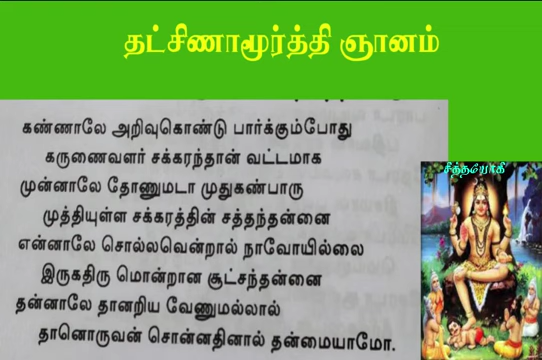 தட்சிணாமூர்த்தி ஞானம்
கண்ணாலே அறிவுகொண்டு பார்க்கும்போது
கருணைவளர் சக்கரந்தான் வட்டமாக
முன்னாலே தோணுமடா முதுகண்பாரு
முத்தியுள்ள சக்கரத்தின் சத்தந்தன்னை
என்னாலே சொல்லவென்றால் நாவோயில்லை
இருகதிரு மொன்றான சூட்சந்தன்னை
தன்னாலே தானறிய வேணுமல்லால்
தானொருவன் சொன்னதினால் தன்மையாமோ.
சித்தயோகி